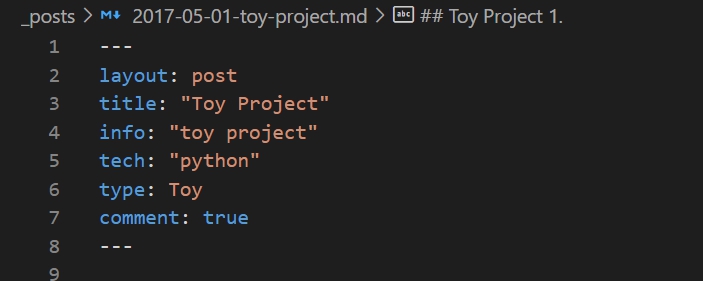 _posts > 2017-05-01-toy-project.md > abc ## Toy Project 1.
1 ---
2 layout: post
3 title: "Toy Project"
4 info: "toy project"
5 tech: "python"
6 type: Toy
7 comment: true
8 ---
9